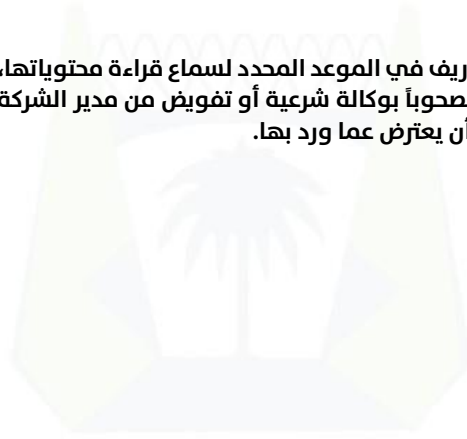 ريف في الموعد المحدد لسماع قراءة محتوياتها،
صحوباً بوكالة شرعية أو تفويض من مدير الشركة
أن يعترض عما ورد بها.